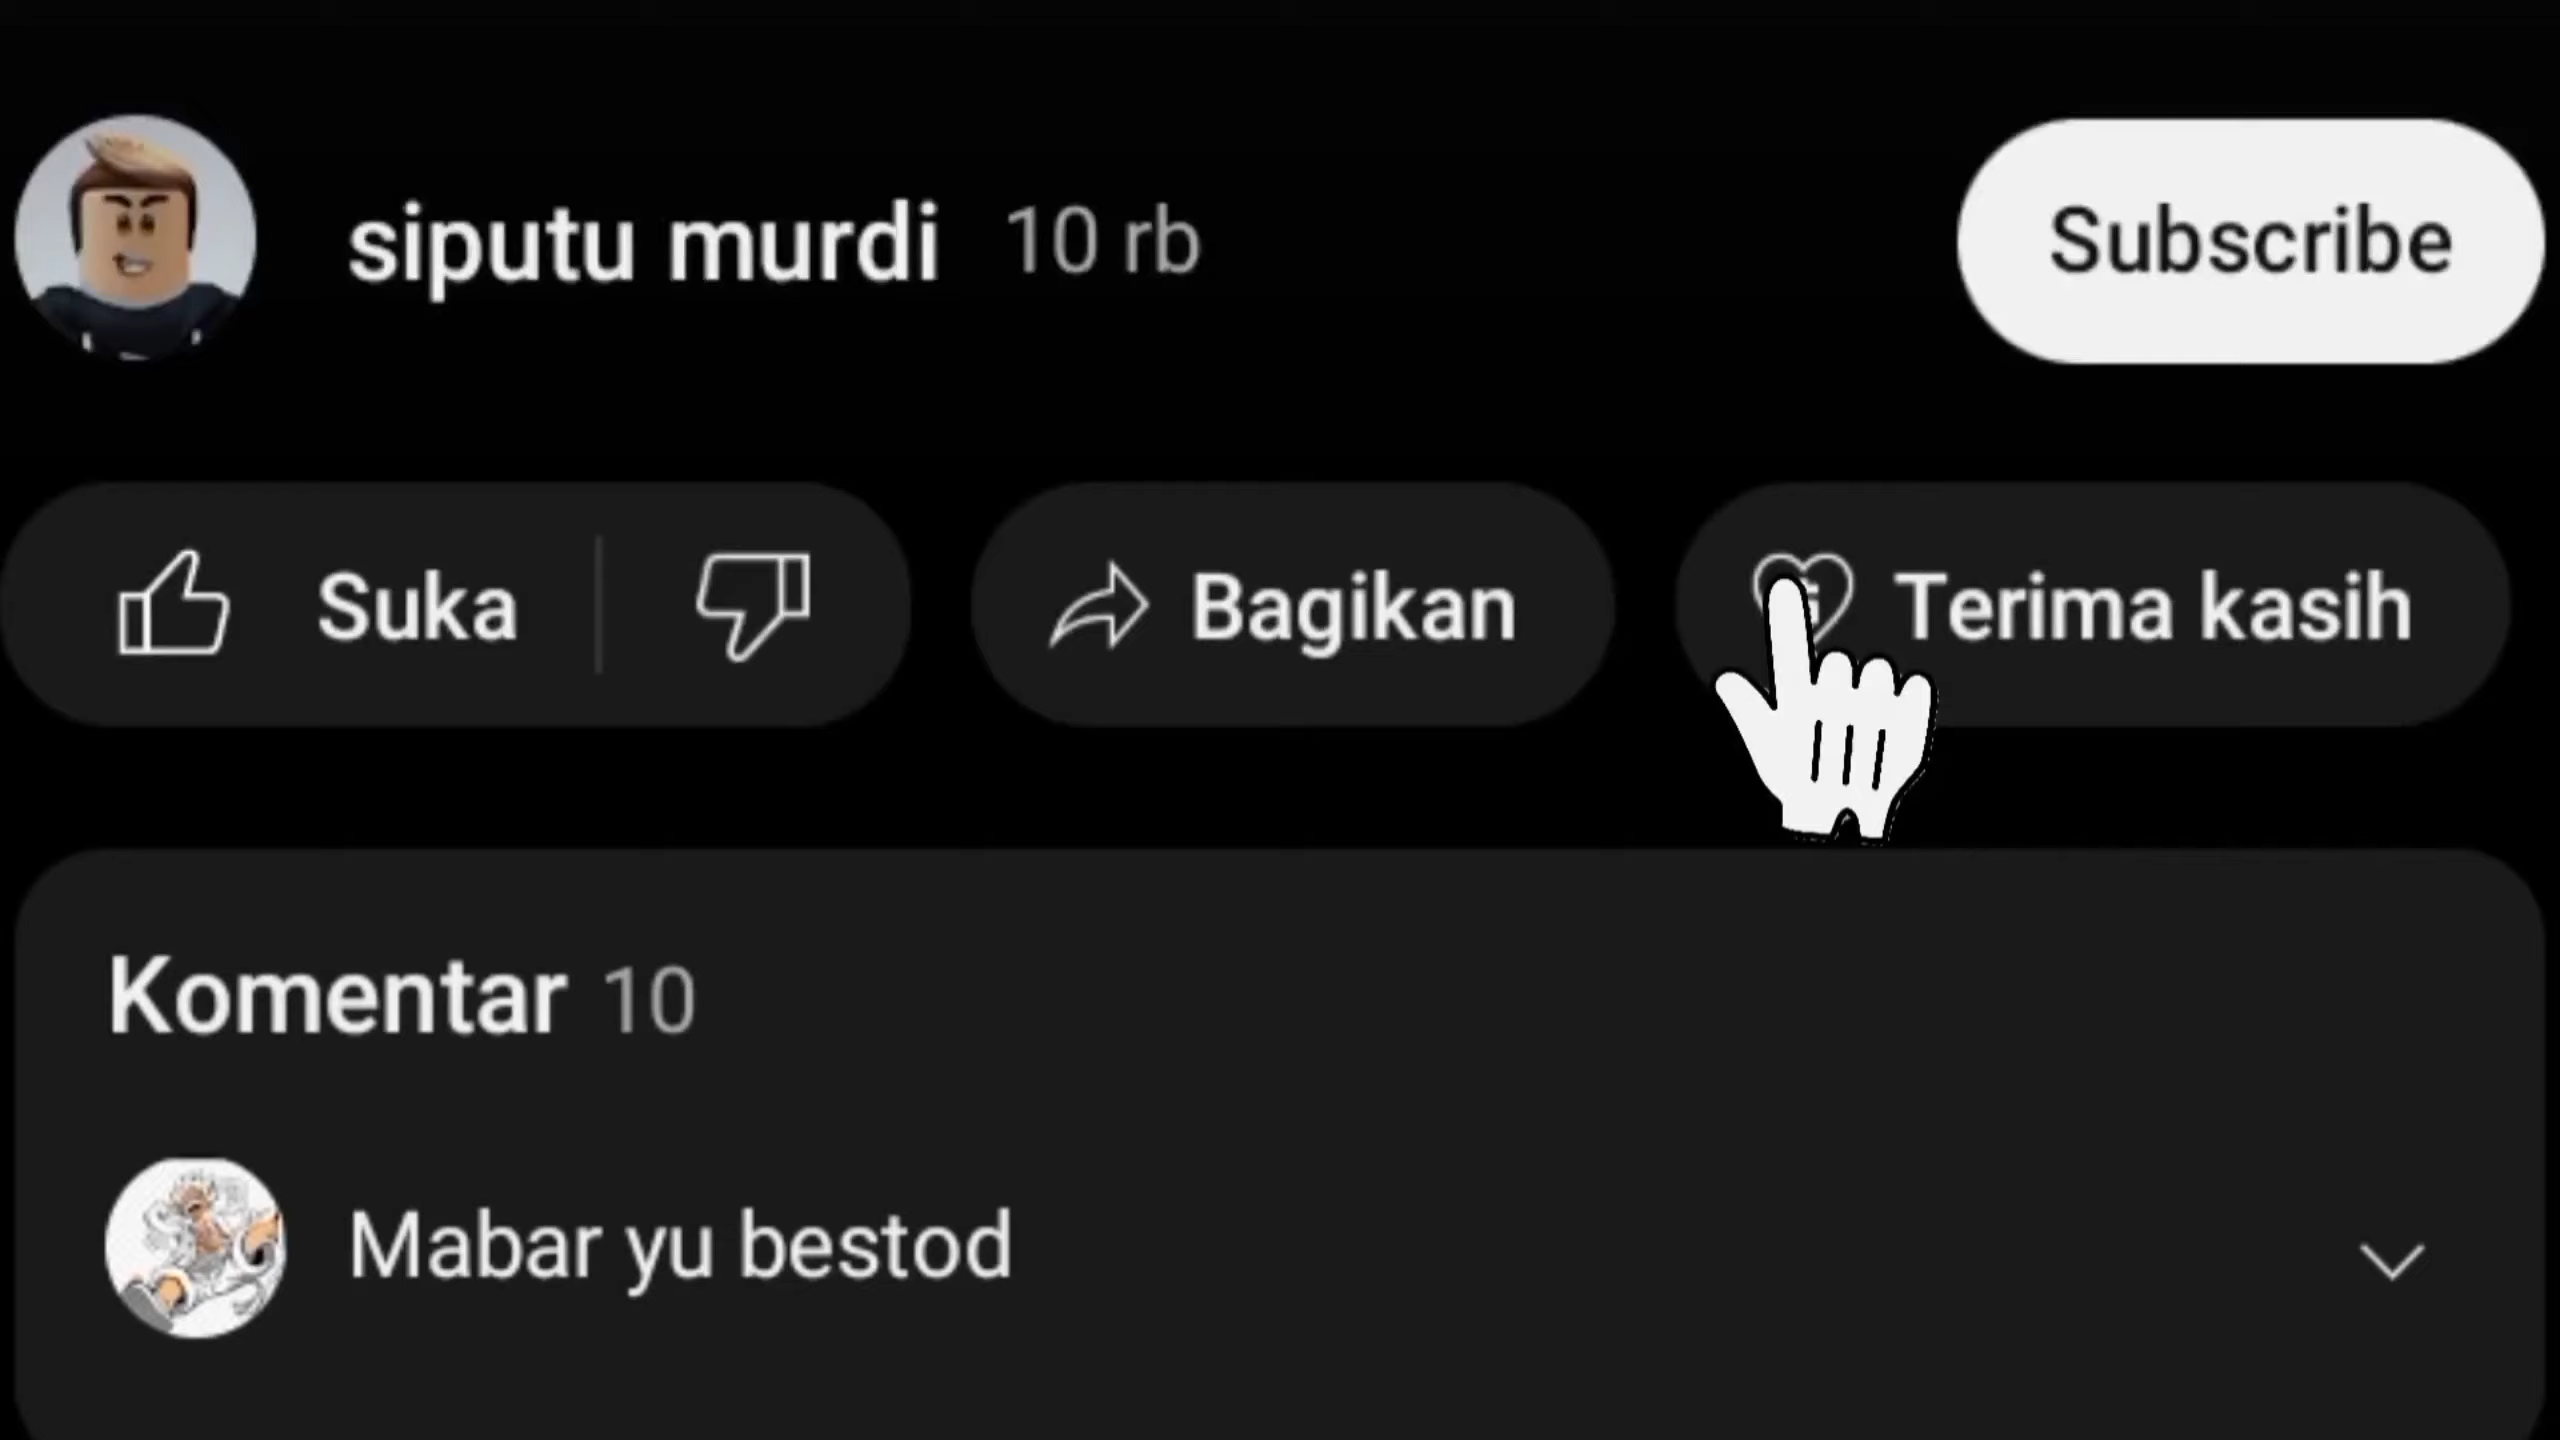 siputu murdi 10 rb
Subscribe
Suka
Bagikan
Terima kasih
Komentar 10
Mabar yu bestod